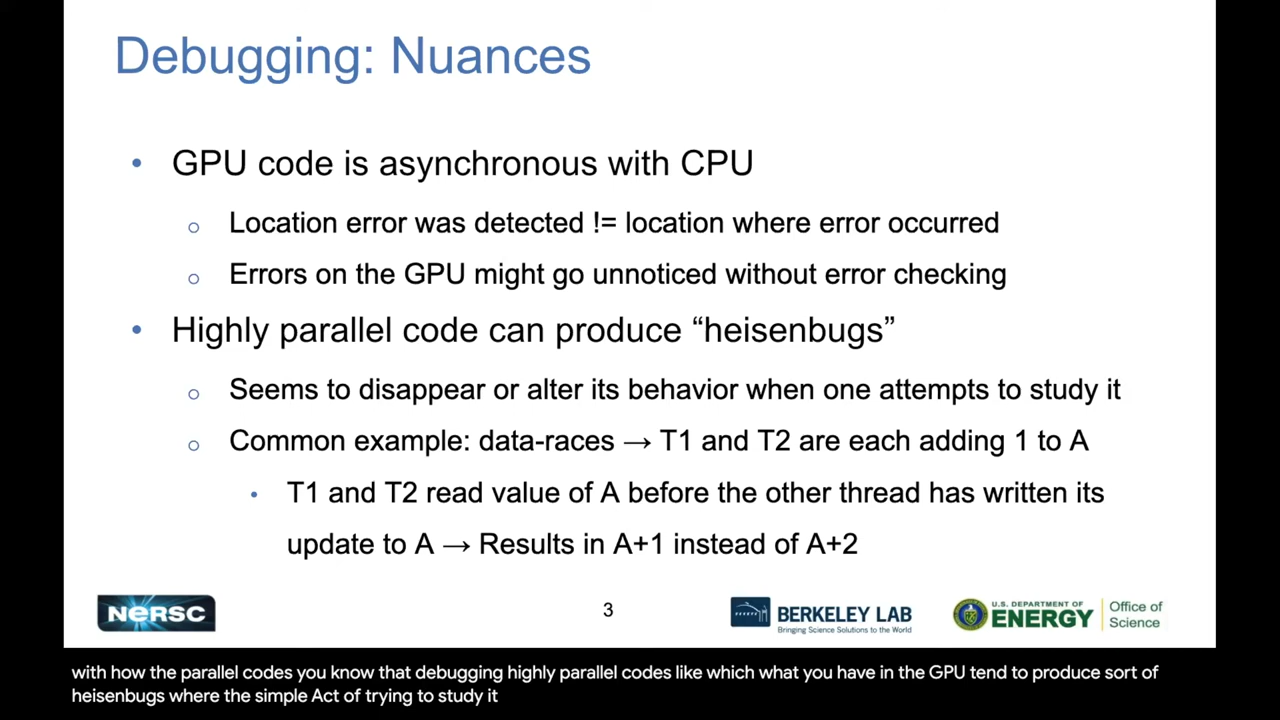 Debugging: Nuances
• GPU code is asynchronous with CPU
○ Location error was detected != location where error occurred
○ Errors on the GPU might go unnoticed without error checking
• Highly parallel code can produce “heisenbugs”
○ Seems to disappear or alter its behavior when one attempts to study it
○ Common example: data-races → T1 and T2 are each adding 1 to A
• T1 and T2 read value of A before the other thread has written its
update to A → Results in A+1 instead of A+2
NERSC
3
BERKELEY LAB
Bringing Science Solutions to the World
U.S. DEPARTMENT OF
ENERGY
Office of
Science
with how the parallel codes you know that debugging highly parallel codes like which what you have in the GPU tend to produce sort of
heisenbugs where the simple Act of trying to study it